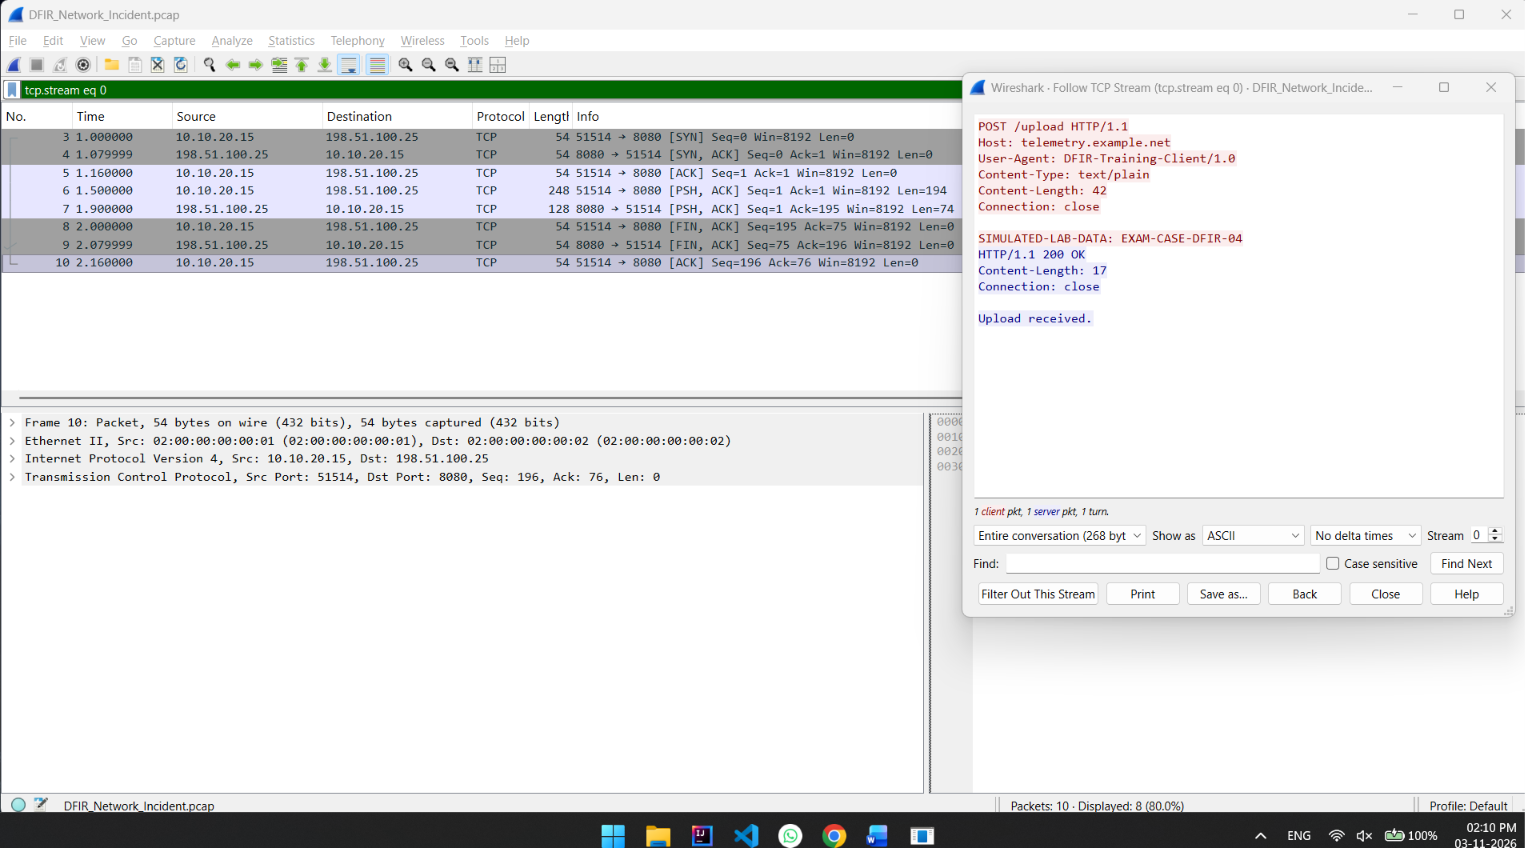 DFIR_Network_Incident.pcap
File Edit View Go Capture Analyze Statistics Telephony Wireless Tools Help
tcp.stream eq 0
No. Time Source Destination Protocol Length Info
3 1.000000 10.10.20.15 198.51.100.25 TCP 54 51514 → 8080 [SYN] Seq=0 Win=8192 Len=0
4 1.079999 198.51.100.25 10.10.20.15 TCP 54 8080 → 51514 [SYN, ACK] Seq=0 Ack=1 Win=8192 Len=0
5 1.160000 10.10.20.15 198.51.100.25 TCP 54 51514 → 8080 [ACK] Seq=1 Ack=1 Win=8192 Len=0
6 1.500000 10.10.20.15 198.51.100.25 TCP 248 51514 → 8080 [PSH, ACK] Seq=1 Ack=1 Win=8192 Len=194
7 1.900000 198.51.100.25 10.10.20.15 TCP 128 8080 → 51514 [PSH, ACK] Seq=1 Ack=195 Win=8192 Len=74
8 2.000000 10.10.20.15 198.51.100.25 TCP 54 51514 → 8080 [FIN, ACK] Seq=195 Ack=75 Win=8192 Len=0
9 2.079999 198.51.100.25 10.10.20.15 TCP 54 8080 → 51514 [FIN, ACK] Seq=75 Ack=196 Win=8192 Len=0
10 2.160000 10.10.20.15 198.51.100.25 TCP 54 51514 → 8080 [ACK] Seq=196 Ack=76 Win=8192 Len=0
Frame 10: Packet, 54 bytes on wire (432 bits), 54 bytes captured (432 bits)
Ethernet II, Src: 02:00:00:00:00:01 (02:00:00:00:00:01), Dst: 02:00:00:00:00:02 (02:00:00:00:00:02)
Internet Protocol Version 4, Src: 10.10.20.15, Dst: 198.51.100.25
Transmission Control Protocol, Src Port: 51514, Dst Port: 8080, Seq: 196, Ack: 76, Len: 0
0000
0010
0020
0030
Wireshark · Follow TCP Stream (tcp.stream eq 0) · DFIR_Network_Incide...
POST /upload HTTP/1.1
Host: telemetry.example.net
User-Agent: DFIR-Training-Client/1.0
Content-Type: text/plain
Content-Length: 42
Connection: close
SIMULATED-LAB-DATA: EXAM-CASE-DFIR-04
HTTP/1.1 200 OK
Content-Length: 17
Connection: close
Upload received.
1 client pkt, 1 server pkt, 1 turn.
Entire conversation (268 byt Show as ASCII No delta times Stream 0
Find: Case sensitive Find Next
Filter Out This Stream Print Save as... Back Close Help
DFIR_Network_Incident.pcap Packets: 10 · Displayed: 8 (80.0%) Profile: Default
ENG 100% 02:10 PM
03-11-2026